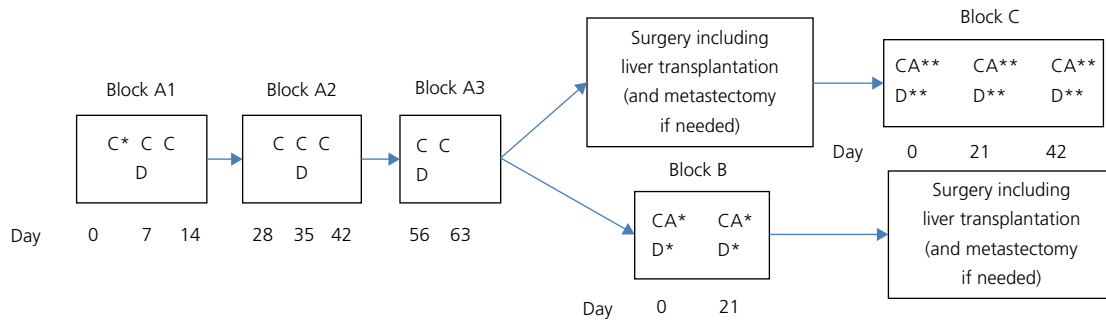 Block A1
C* C C
D
Block A2
C C C
D
Block A3
C C
D
Day 0 7 14 28 35 42 56 63
Surgery including
liver transplantation
(and metastectomy
if needed)
Block C
CA** CA** CA**
D** D** D**
Day 0 21 42
Block B
CA* CA*
D* D*
Day 0 21
Surgery including
liver transplantation
(and metastectomy
if needed)